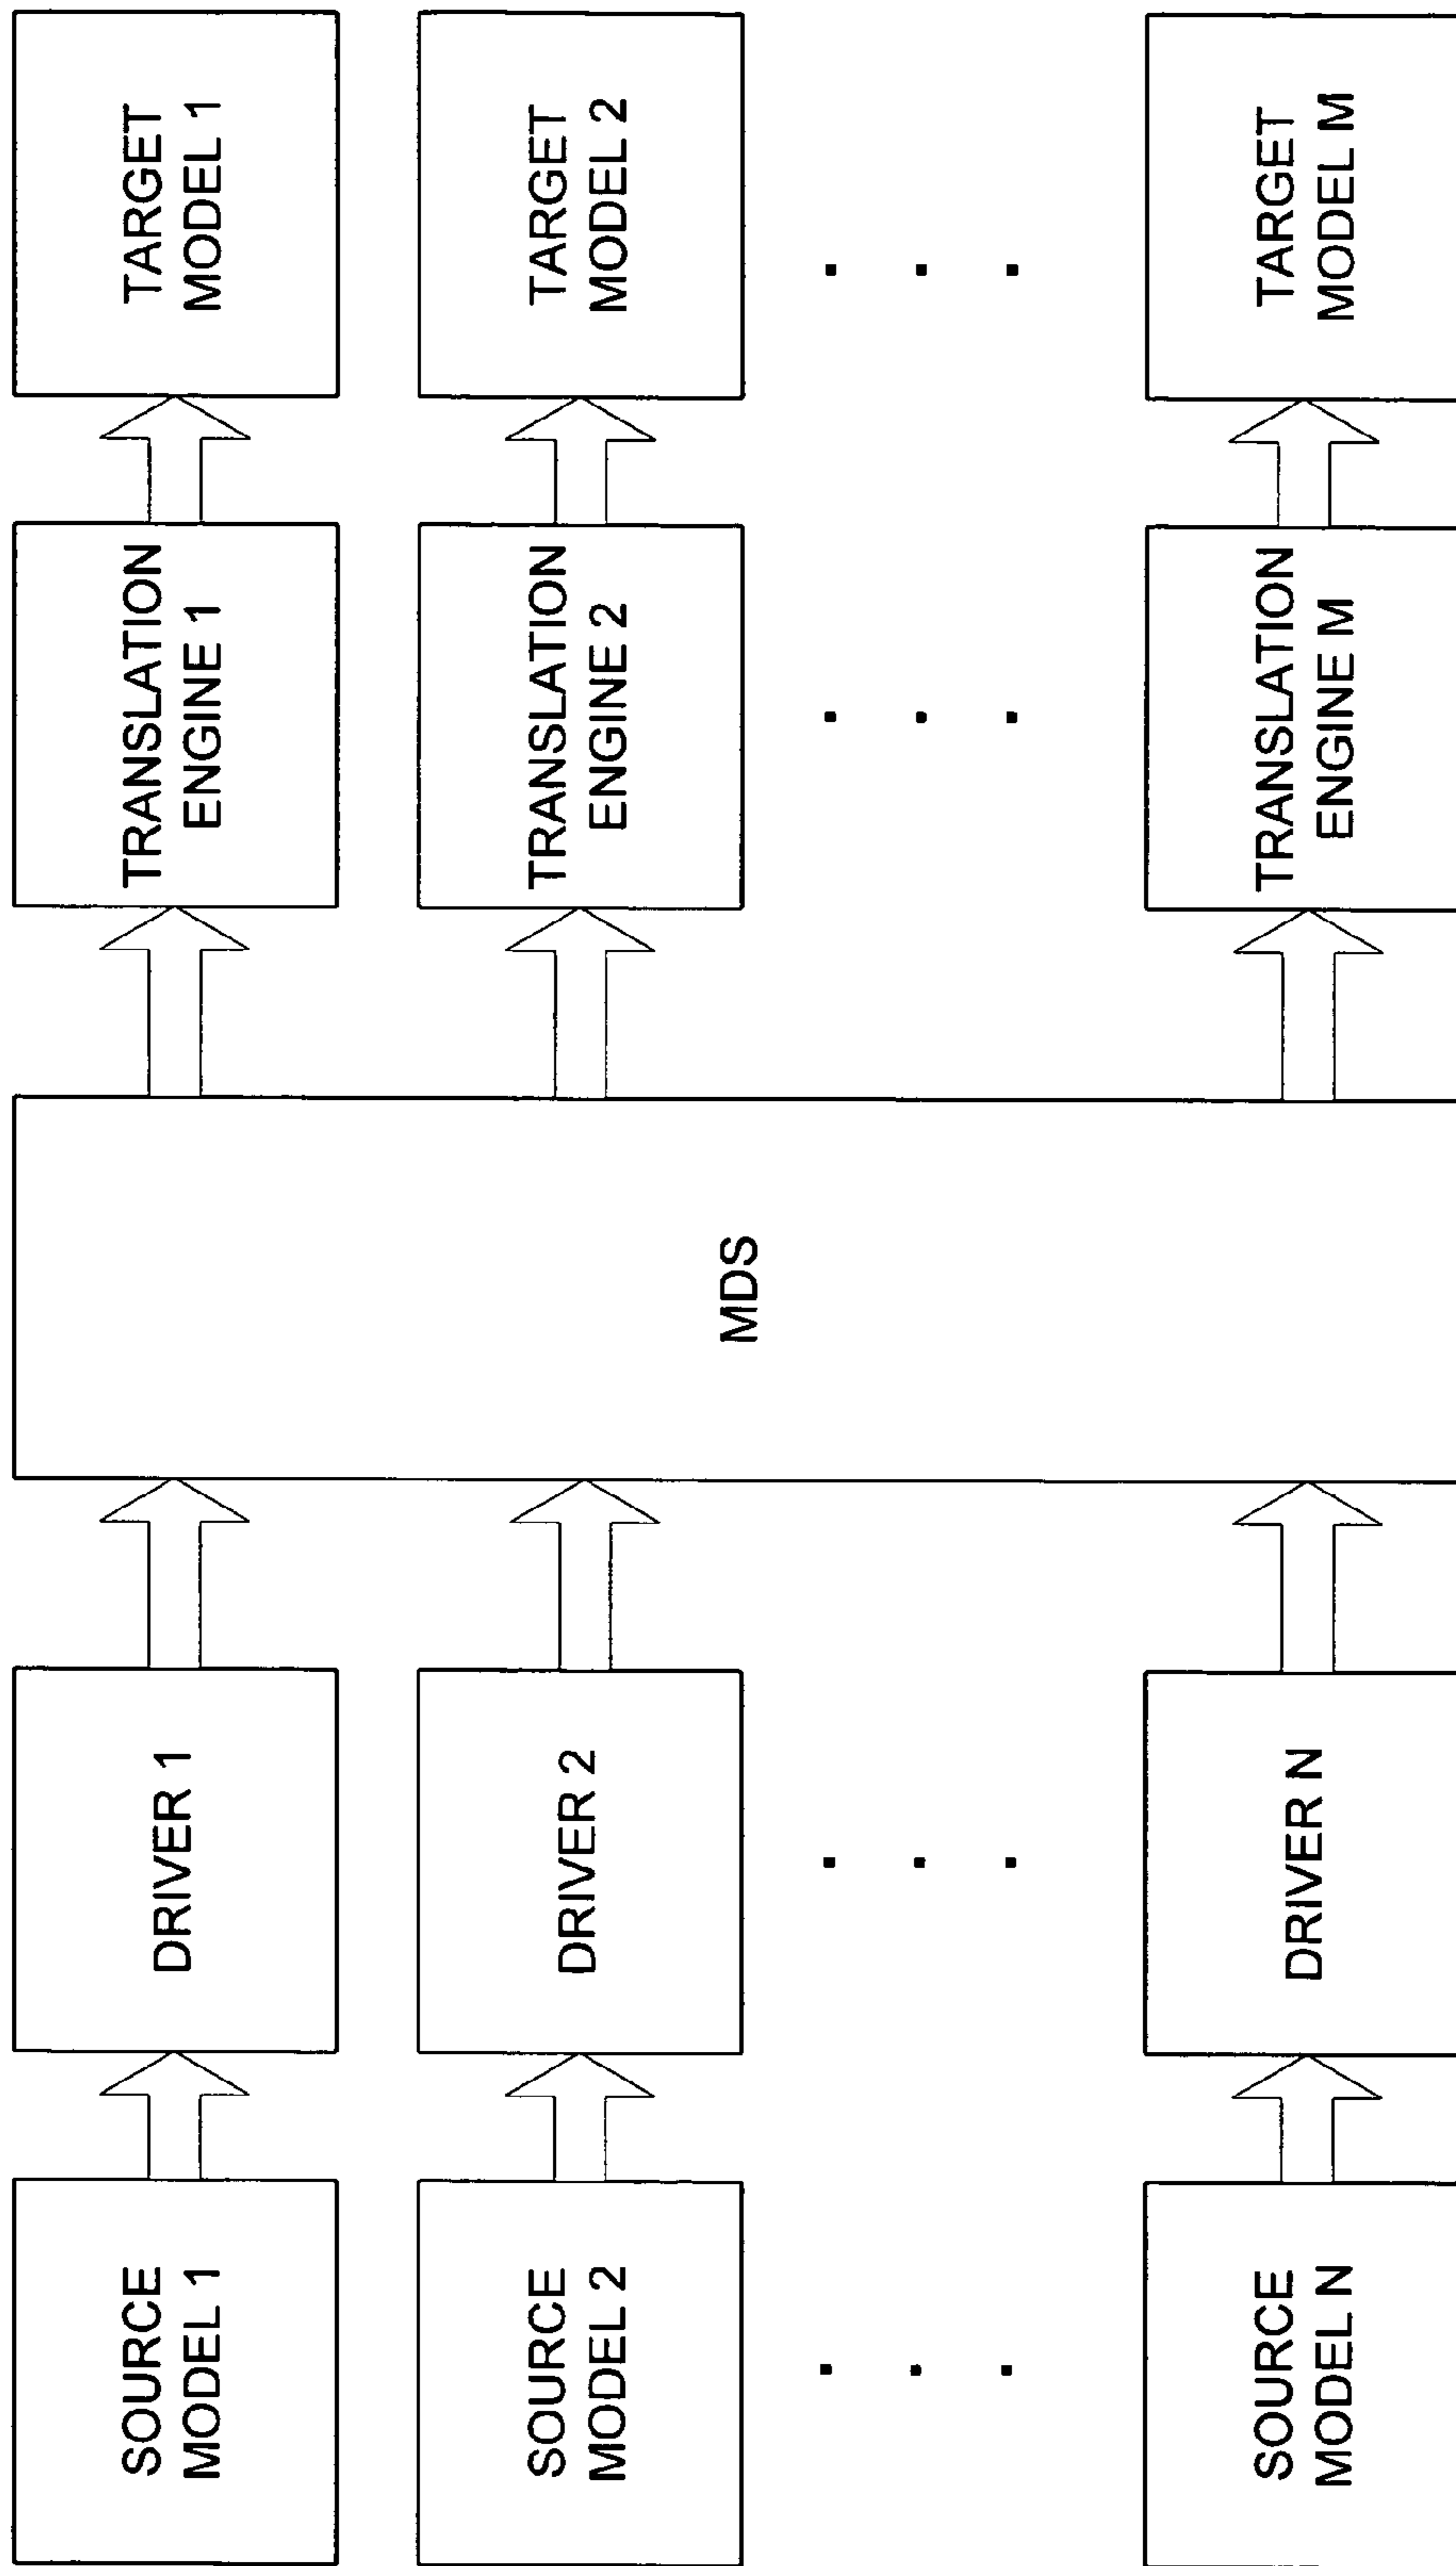 SOURCE
MODEL 1
DRIVER 1
MDS
TRANSLATION
ENGINE 1
TARGET
MODEL 1
SOURCE
MODEL 2
DRIVER 2
TRANSLATION
ENGINE 2
TARGET
MODEL 2
. . .
. . .
. . .
. . .
SOURCE
MODEL N
DRIVER N
TRANSLATION
ENGINE M
TARGET
MODEL M